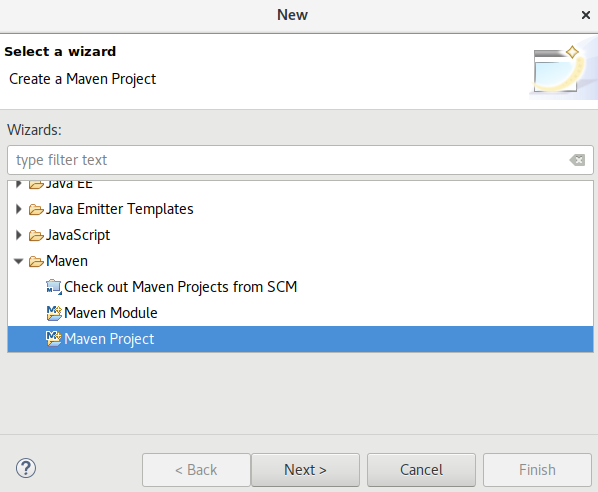 New
Select a wizard
Create a Maven Project
Wizards:
type filter text
Java EE
Java Emitter Templates
JavaScript
Maven
Check out Maven Projects from SCM
Maven Module
Maven Project
< Back
Next >
Cancel
Finish